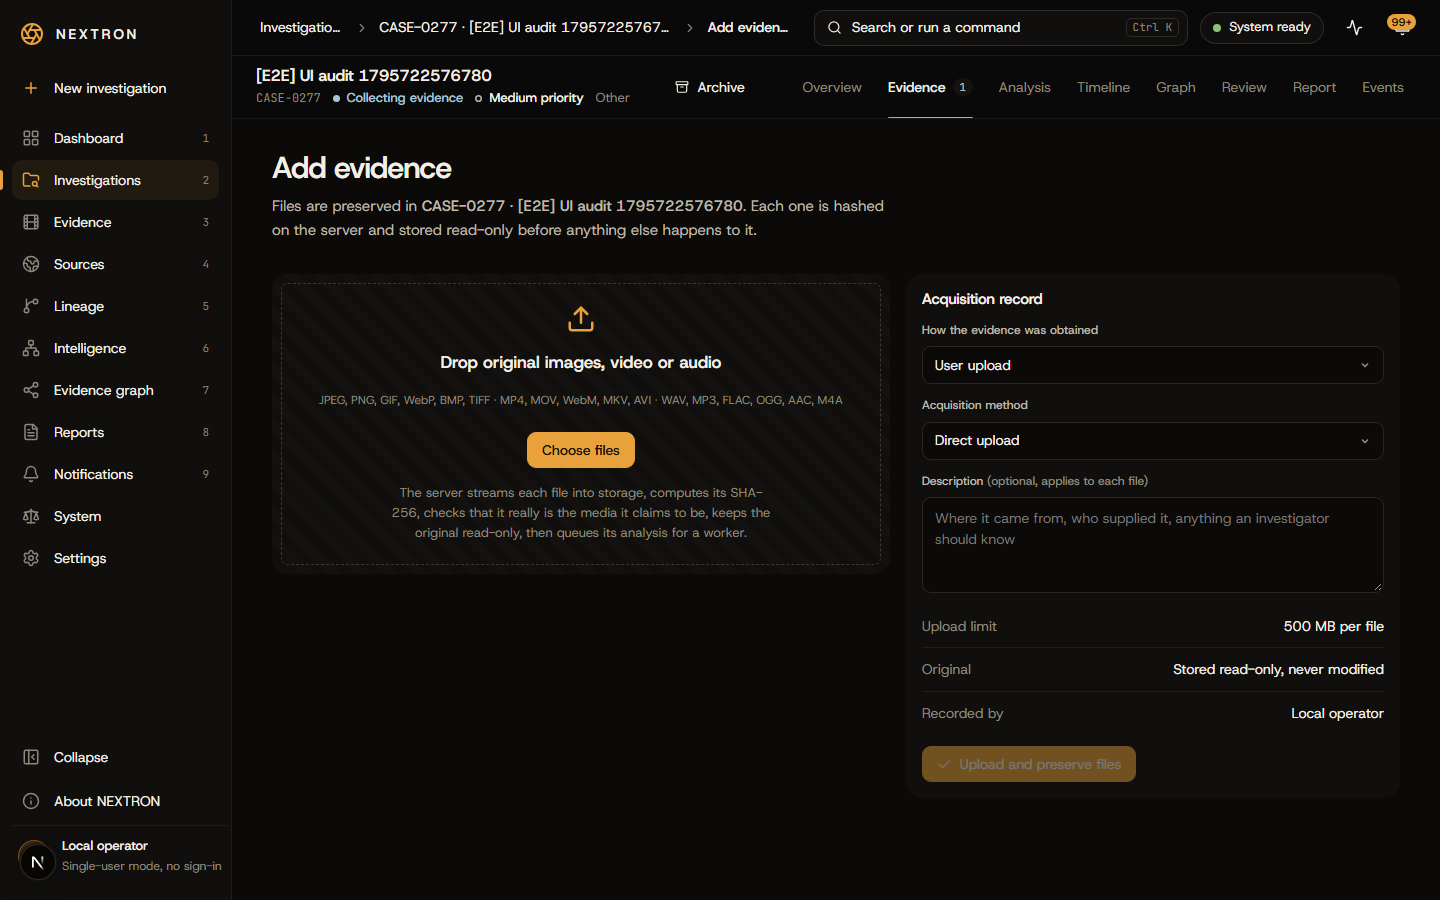 NEXTRON
Investigatio...
CASE-0277 · [E2E] UI audit 17957225767...
Add eviden...
Search or run a command
Ctrl K
System ready
99+
New investigation
Dashboard 1
Investigations 2
Evidence 3
Sources 4
Lineage 5
Intelligence 6
Evidence graph 7
Reports 8
Notifications 9
System
Settings
Collapse
About NEXTRON
N
Local operator
Single-user mode, no sign-in
[E2E] UI audit 1795722576780
CASE-0277 Collecting evidence Medium priority Other
Archive
Overview
Evidence 1
Analysis
Timeline
Graph
Review
Report
Events
Add evidence
Files are preserved in CASE-0277 · [E2E] UI audit 1795722576780. Each one is hashed
on the server and stored read-only before anything else happens to it.
Drop original images, video or audio
JPEG, PNG, GIF, WebP, BMP, TIFF · MP4, MOV, WebM, MKV, AVI · WAV, MP3, FLAC, OGG, AAC, M4A
Choose files
The server streams each file into storage, computes its SHA-
256, checks that it really is the media it claims to be, keeps the
original read-only, then queues its analysis for a worker.
Acquisition record
How the evidence was obtained
User upload
Acquisition method
Direct upload
Description (optional, applies to each file)
Where it came from, who supplied it, anything an investigator
should know
Upload limit 500 MB per file
Original Stored read-only, never modified
Recorded by Local operator
Upload and preserve files